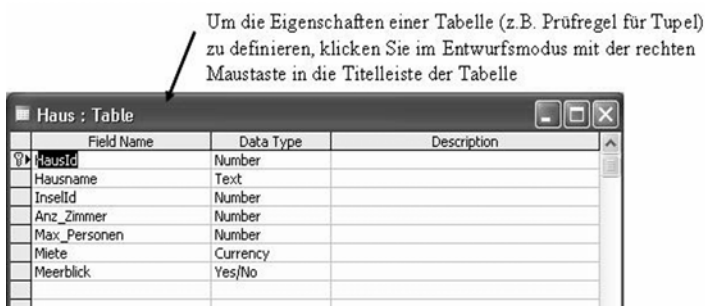 Um die Eigenschaften einer Tabelle (z.B. Prüfregel für Tupel)
zu definieren, klicken Sie im Entwurfsmodus mit der rechten
Maustaste in die Titelleiste der Tabelle
Haus : Table
Field Name Data Type Description
HausId Number
Hausname Text
InselId Number
Anz_Zimmer Number
Max_Personen Number
Miete Currency
Meerblick Yes/No